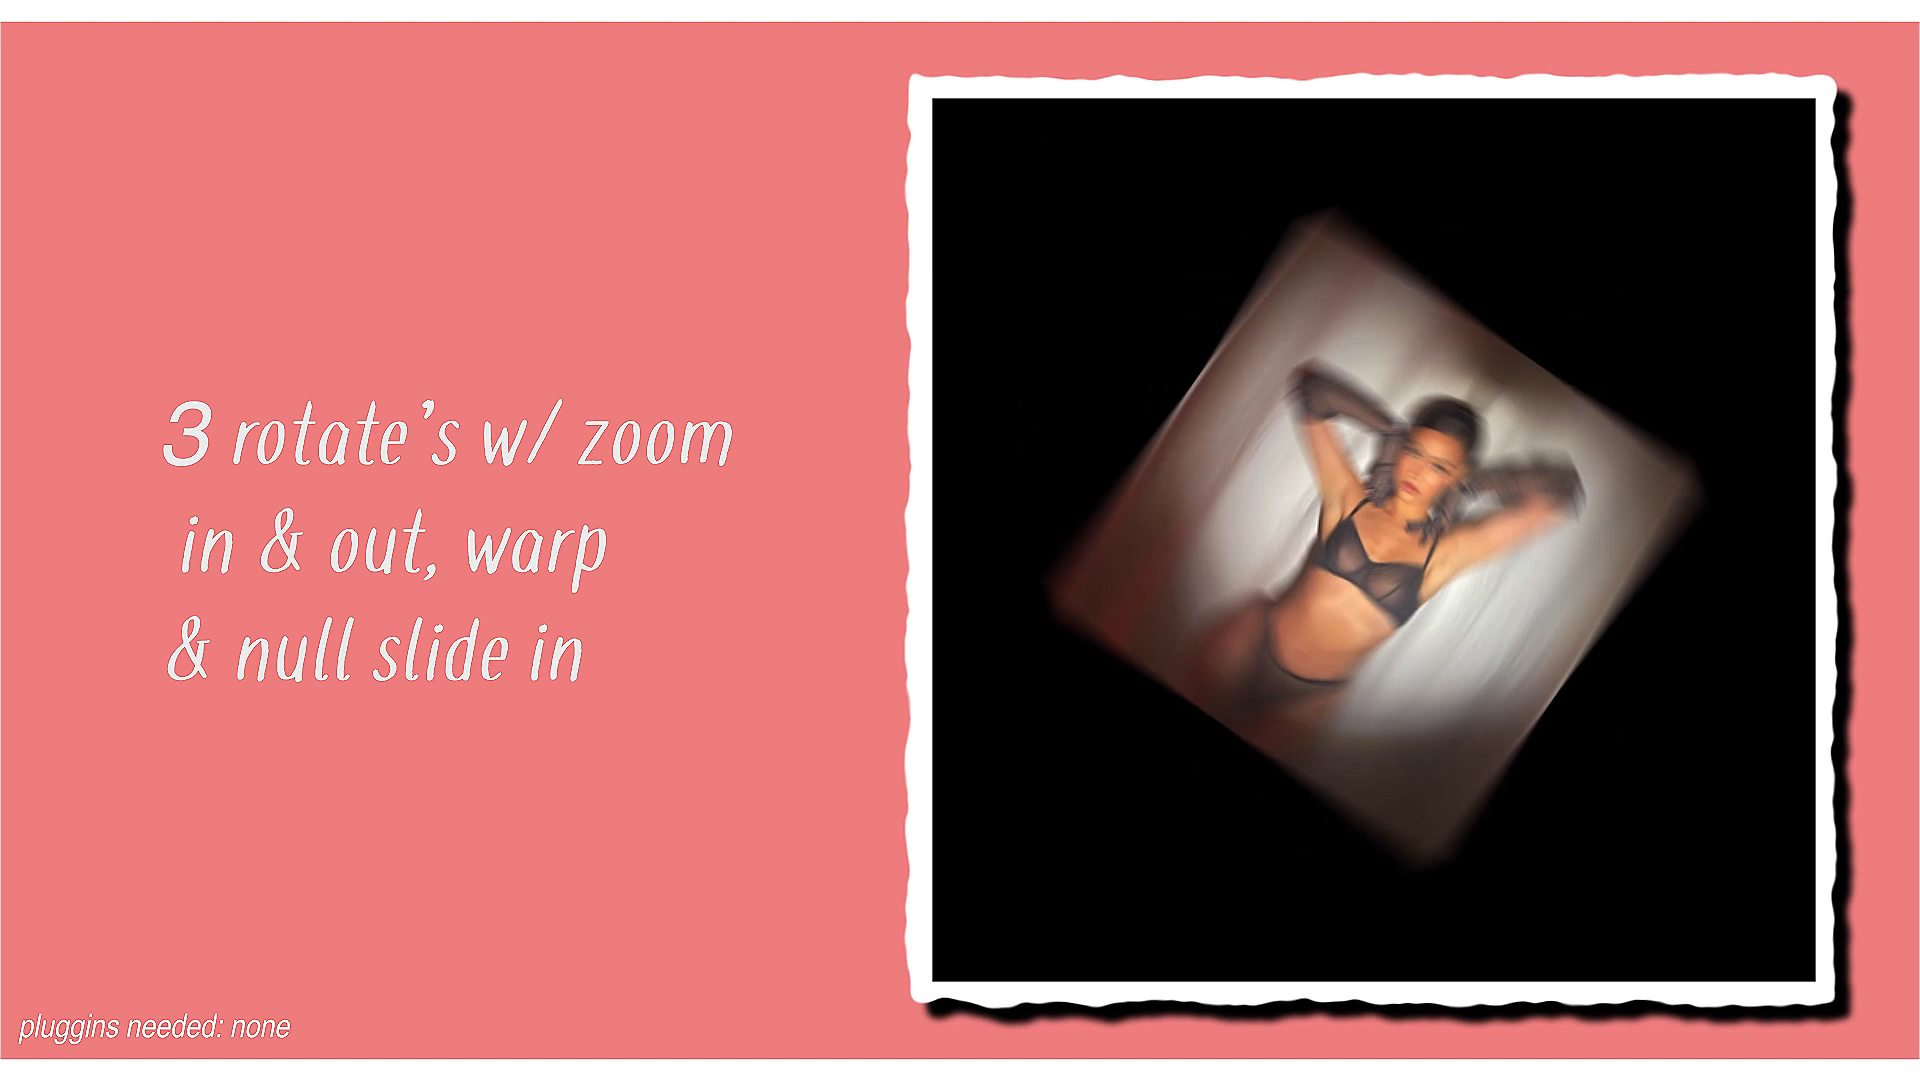 3 rotate's w/ zoom
in & out, warp
& null slide in
pluggins needed: none